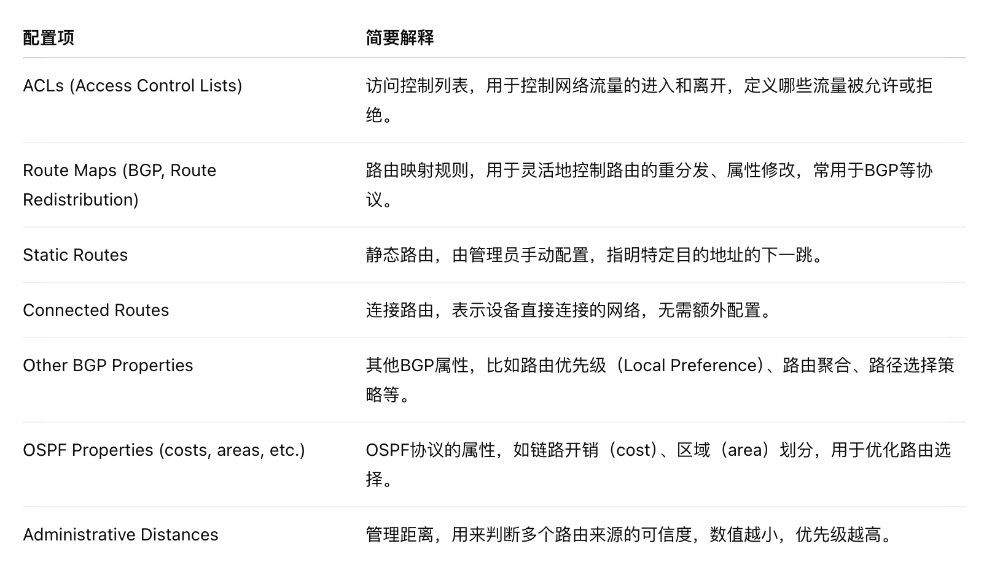 配置项
简要解释
ACLs (Access Control Lists)
访问控制列表，用于控制网络流量的进入和离开，定义哪些流量被允许或拒
绝。
Route Maps (BGP, Route
Redistribution)
路由映射规则，用于灵活地控制路由的重分发、属性修改，常用于BGP等协
议。
Static Routes
静态路由，由管理员手动配置，指明特定目的地址的下一跳。
Connected Routes
连接路由，表示设备直接连接的网络，无需额外配置。
Other BGP Properties
其他BGP属性，比如路由优先级（Local Preference）、路由聚合、路径选择策
略等。
OSPF Properties (costs, areas, etc.)
OSPF协议的属性，如链路开销（cost）、区域（area）划分，用于优化路由选
择。
Administrative Distances
管理距离，用来判断多个路由来源的可信度，数值越小，优先级越高。